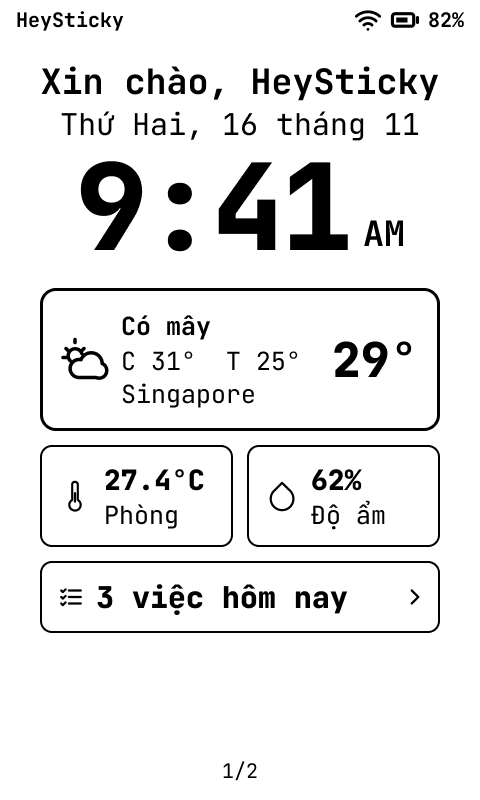 HeySticky 82%
Xin chào, HeySticky
Thứ Hai, 16 tháng 11
9:41 AM
Có mây
C 31° T 25°
Singapore
29°
27.4°C
Phòng
62%
Độ ẩm
3 việc hôm nay
1/2